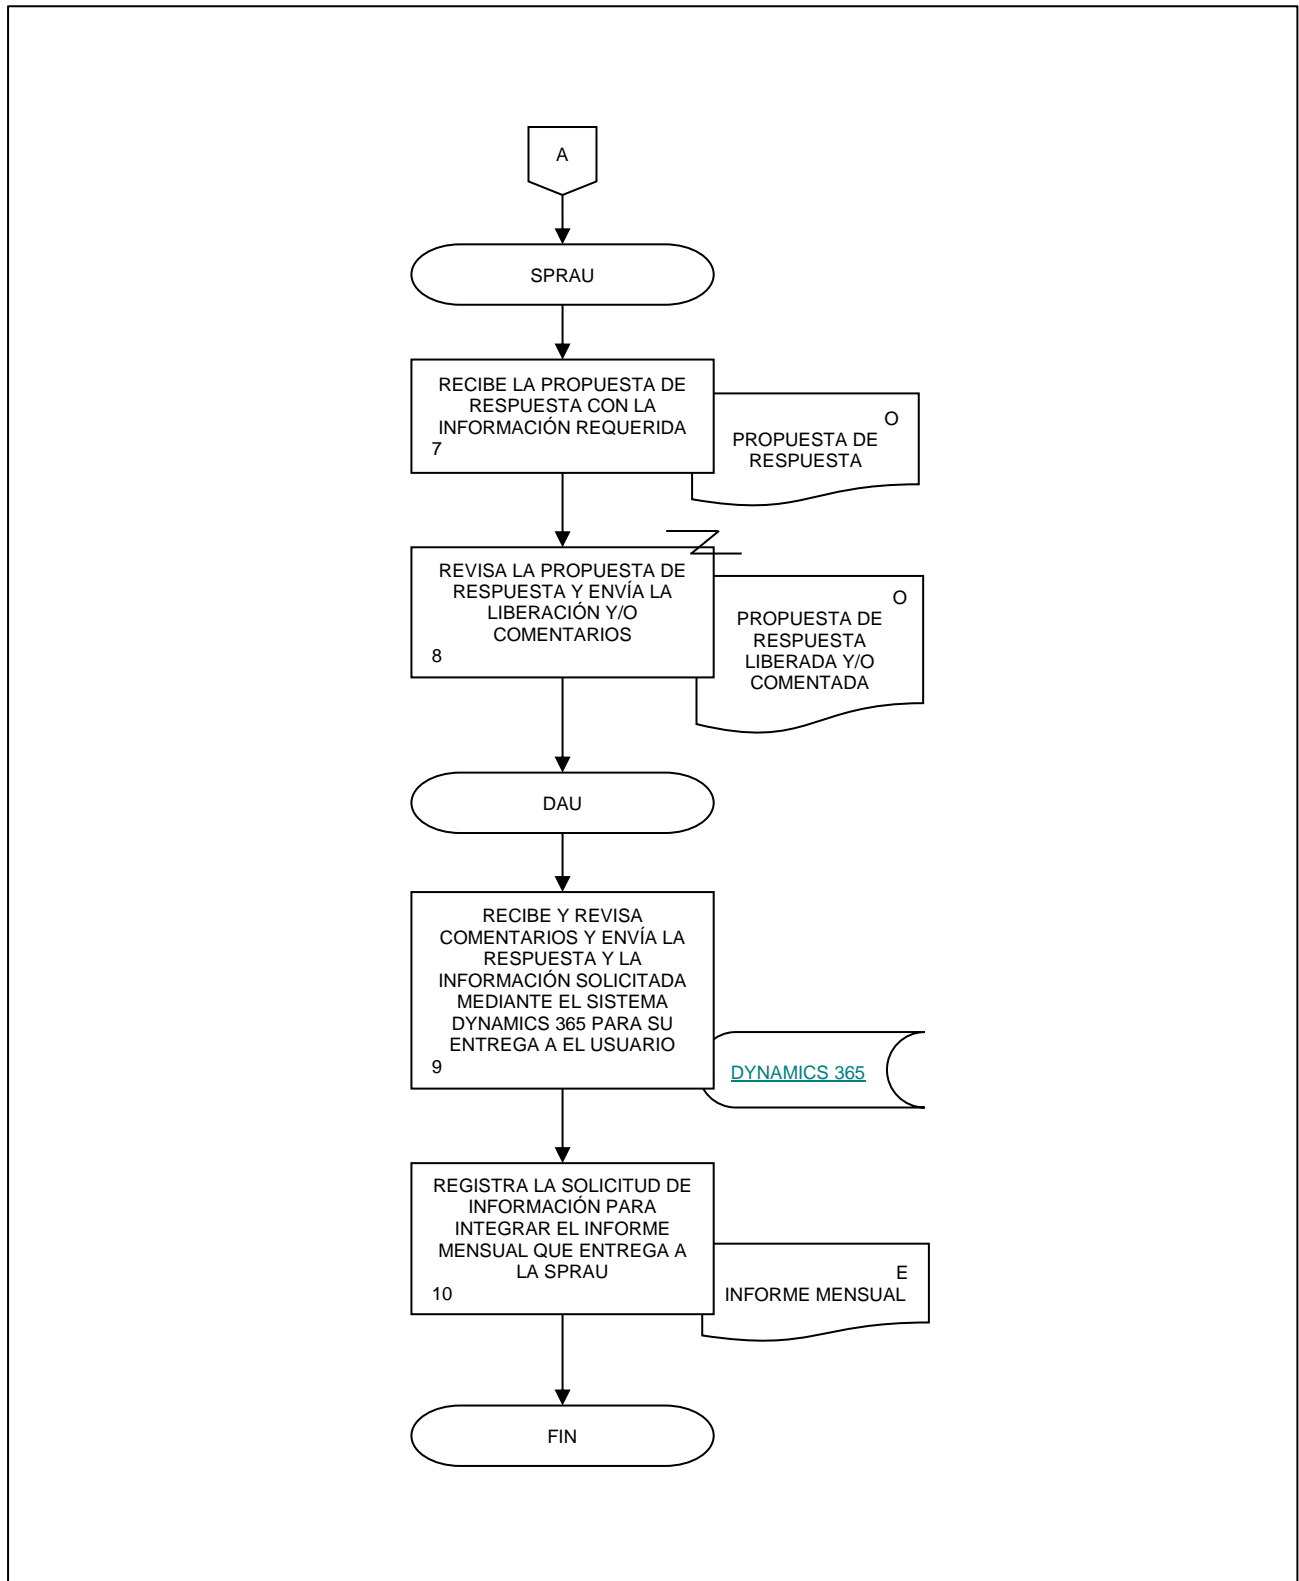 A
SPRAU
RECIBE LA PROPUESTA DE
RESPUESTA CON LA
INFORMACIÓN REQUERIDA
7
O
PROPUESTA DE
RESPUESTA
REVISA LA PROPUESTA DE
RESPUESTA Y ENVÍA LA
LIBERACIÓN Y/O
COMENTARIOS
8
O
PROPUESTA DE
RESPUESTA
LIBERADA Y/O
COMENTADA
DAU
RECIBE Y REVISA
COMENTARIOS Y ENVÍA LA
RESPUESTA Y LA
INFORMACIÓN SOLICITADA
MEDIANTE EL SISTEMA
DYNAMICS 365 PARA SU
ENTREGA A EL USUARIO
9
DYNAMICS 365
REGISTRA LA SOLICITUD DE
INFORMACIÓN PARA
INTEGRAR EL INFORME
MENSUAL QUE ENTREGA A
LA SPRAU
10
E
INFORME MENSUAL
FIN